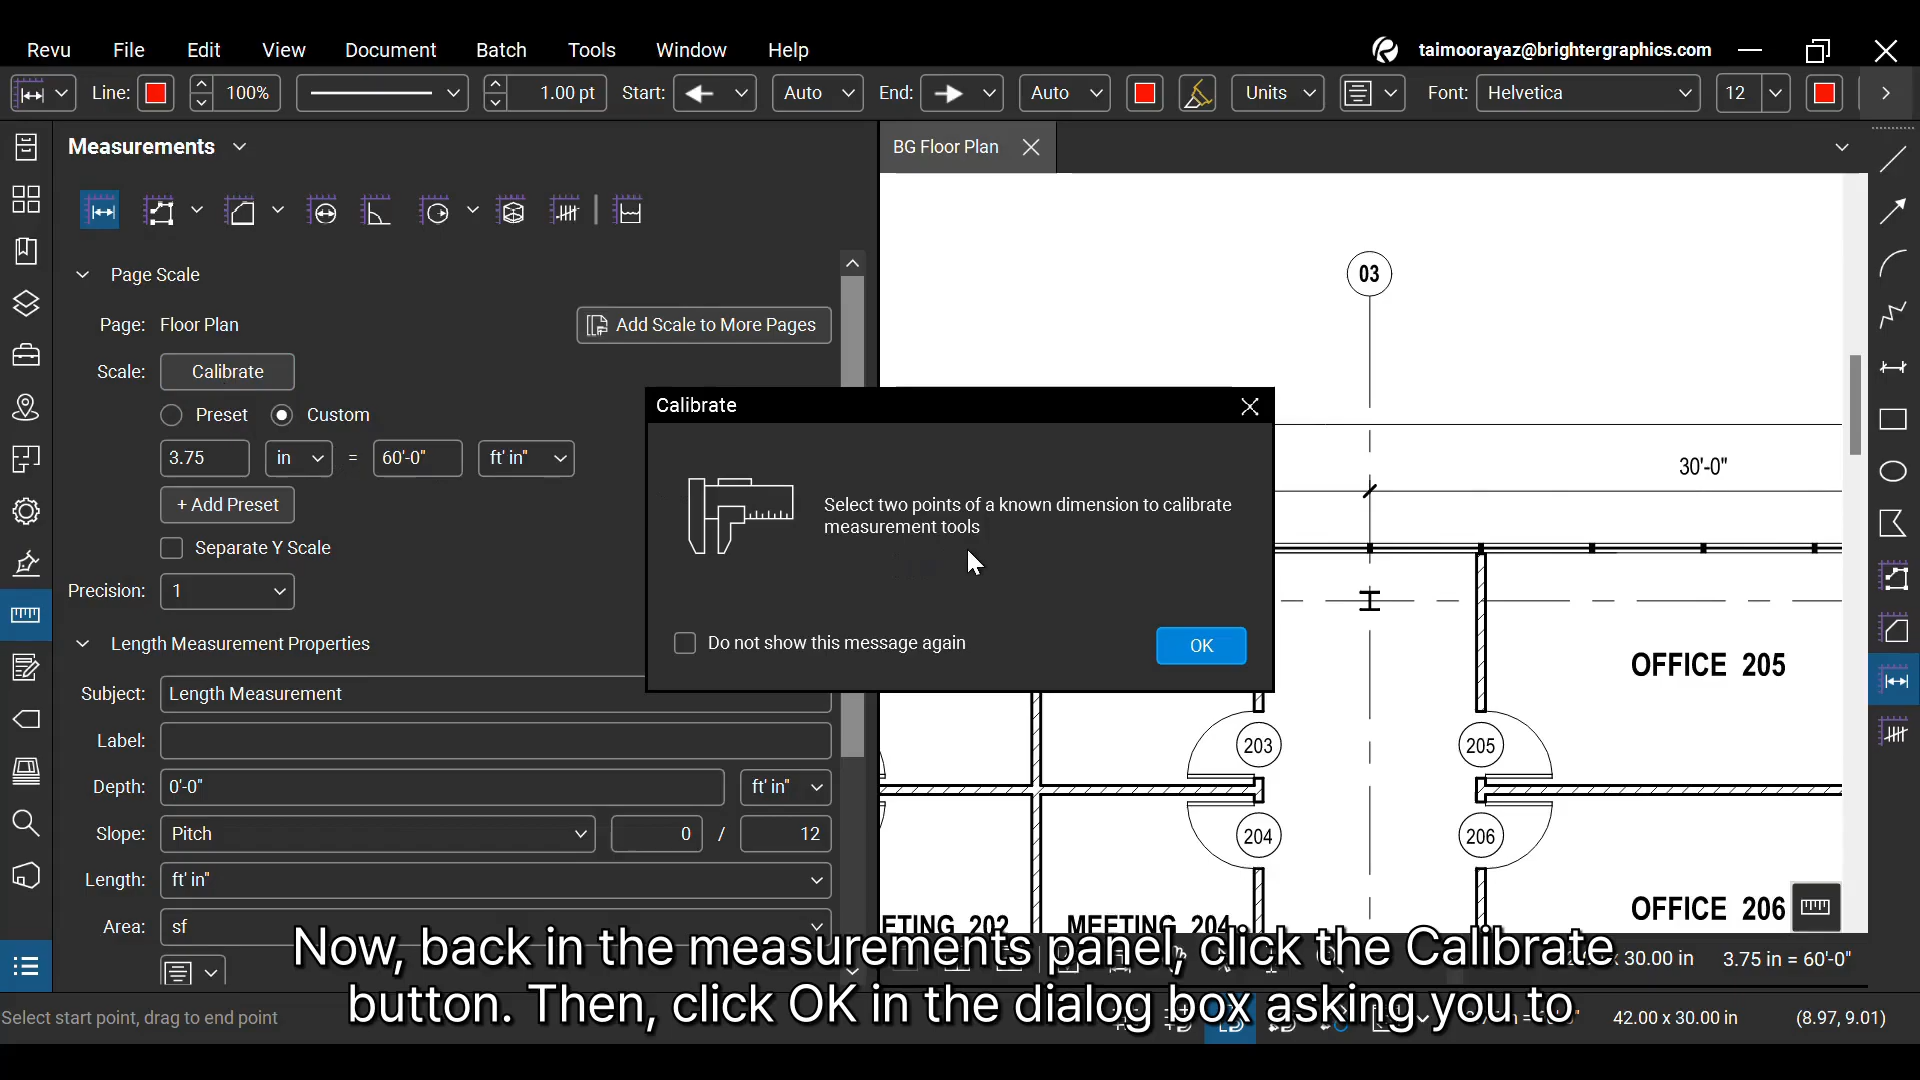 Revu File Edit View Document Batch Tools Window Help taimoorayaz@brightergraphics.com
Line: 100% 1.00 pt Start: Auto End: Auto Units Font: Helvetica 12
Measurements
BG Floor Plan
Page Scale
Page: Floor Plan Add Scale to More Pages
Scale: Calibrate
Preset Custom
3.75 in = 60'-0" ft' in"
+ Add Preset
Separate Y Scale
Precision: 1
Length Measurement Properties
Subject: Length Measurement
Label:
Depth: 0'-0" ft' in"
Slope: Pitch 0 / 12
Length: ft' in"
Area: sf
Calibrate
Select two points of a known dimension to calibrate
measurement tools
Do not show this message again
OK
03
30'-0"
OFFICE 205
203
205
204
206
OFFICE 206
ETING 202 MEETING 204
x 30.00 in 3.75 in = 60'-0"
Now, back in the measurements panel, click the Calibrate
button. Then, click OK in the dialog box asking you to
Select start point, drag to end point
42.00 x 30.00 in (8.97, 9.01)